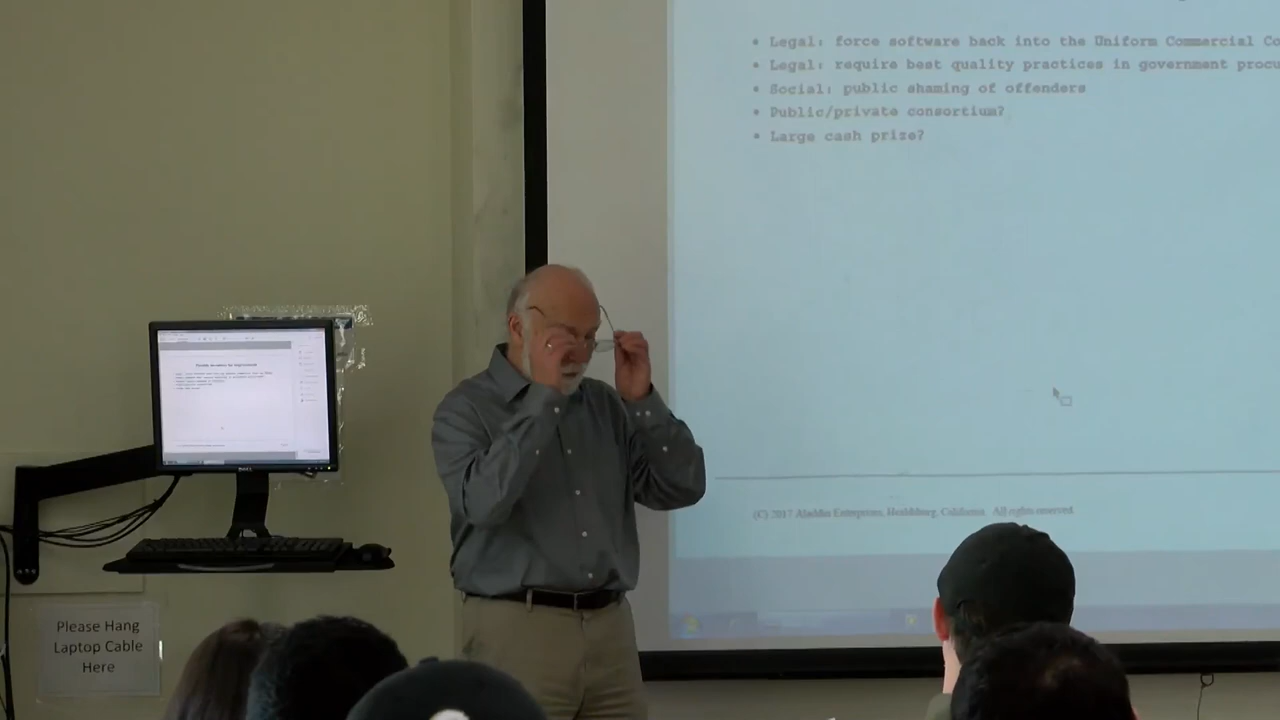 • Legal: force software back into the Uniform Commercial Co
• Legal: require best quality practices in government procu
• Social: public shaming of offenders
• Public/private consortium?
• Large cash prize?
(C) 2017 Aladdin Enterprises, Healdsburg, California. All rights reserved.
DELL
Please Hang
Laptop Cable
Here